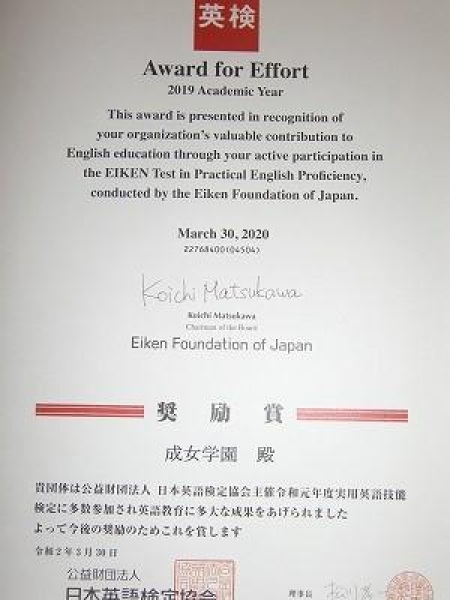 英検
Award for Effort
2019 Academic Year
This award is presented in recognition of
your organization's valuable contribution to
English education through your active participation in
the EIKEN Test in Practical English Proficiency,
conducted by the Eiken Foundation of Japan.
March 30, 2020
22768400(04504)
Koichi Matsukawa
Koichi Matsukawa
Chairman of the Board
Eiken Foundation of Japan
奨励賞
成女学園 殿
貴団体は公益財団法人 日本英語検定協会主催令和元年度実用英語技能
検定に多数参加され英語教育に多大な成果をあげられました
よって今後の奨励のためこれを賞します
令和2年3月30日
公益財団法人
日本英語検定協会
理事長